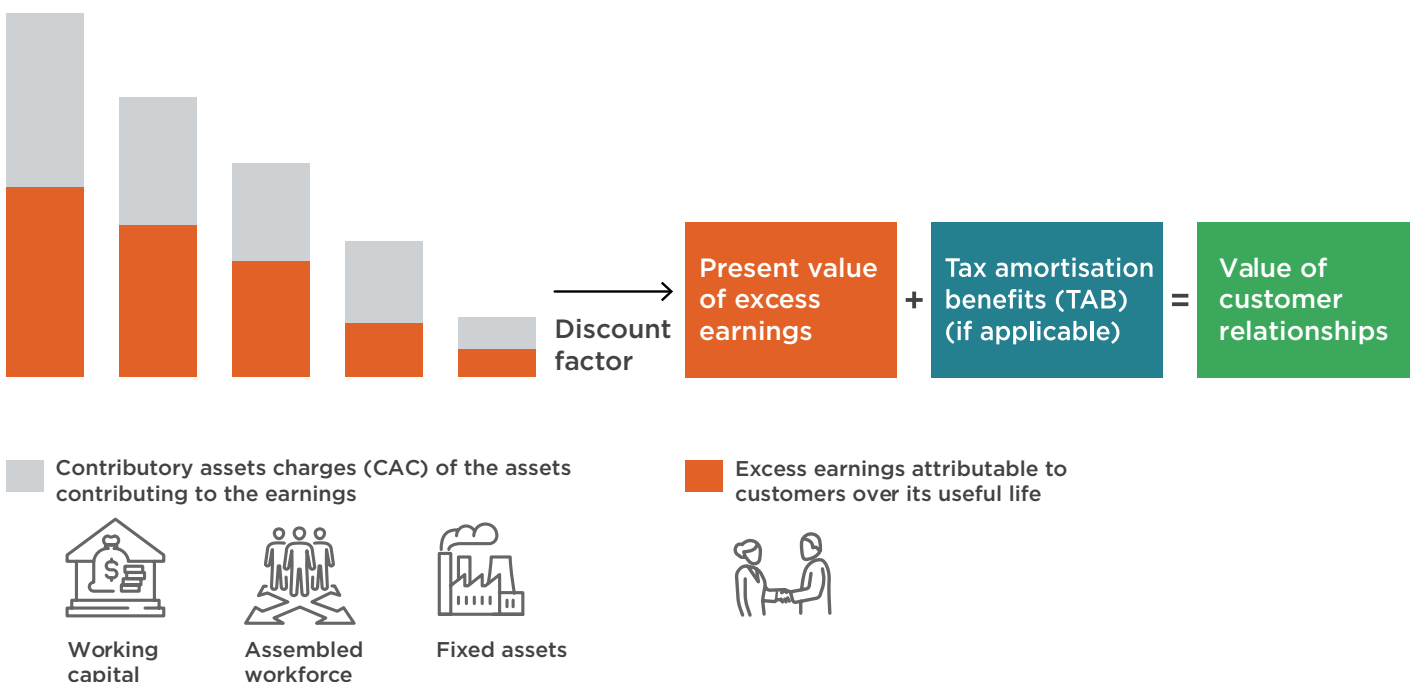 Discount
factor
Present value
of excess
earnings
+
Tax amortisation
benefits (TAB)
(if applicable)
=
Value of
customer
relationships
Contributory assets charges (CAC) of the assets
contributing to the earnings
Excess earnings attributable to
customers over its useful life
$
Working
capital
Assembled
workforce
Fixed assets